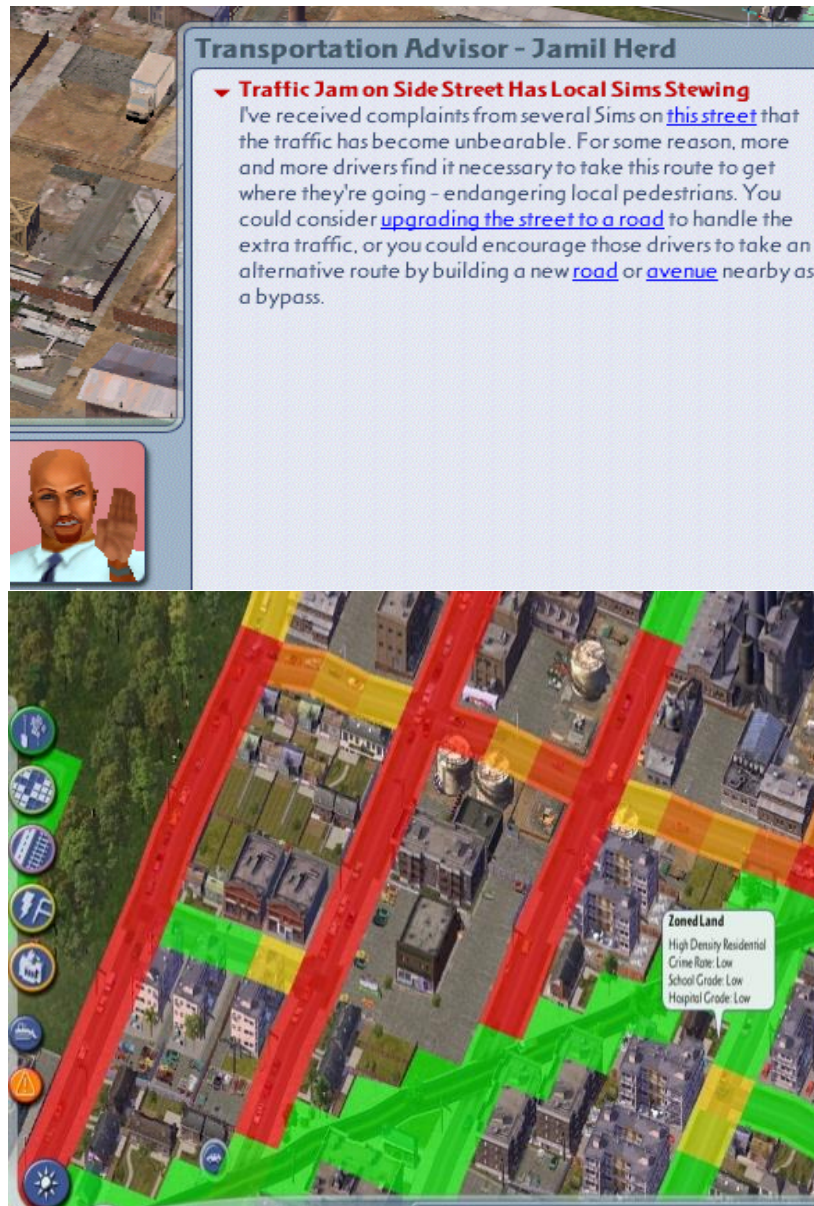 Transportation Advisor - Jamil Herd
Traffic Jam on Side Street Has Local Sims Stewing
I've received complaints from several Sims on this street that
the traffic has become unbearable. For some reason, more
and more drivers find it necessary to take this route to get
where they're going - endangering local pedestrians. You
could consider upgrading the street to a road to handle the
extra traffic, or you could encourage those drivers to take an
alternative route by building a new road or avenue nearby as
a bypass.
Zoned Land
High Density Residential
Crime Rate: Low
School Grade: Low
Hospital Grade: Low